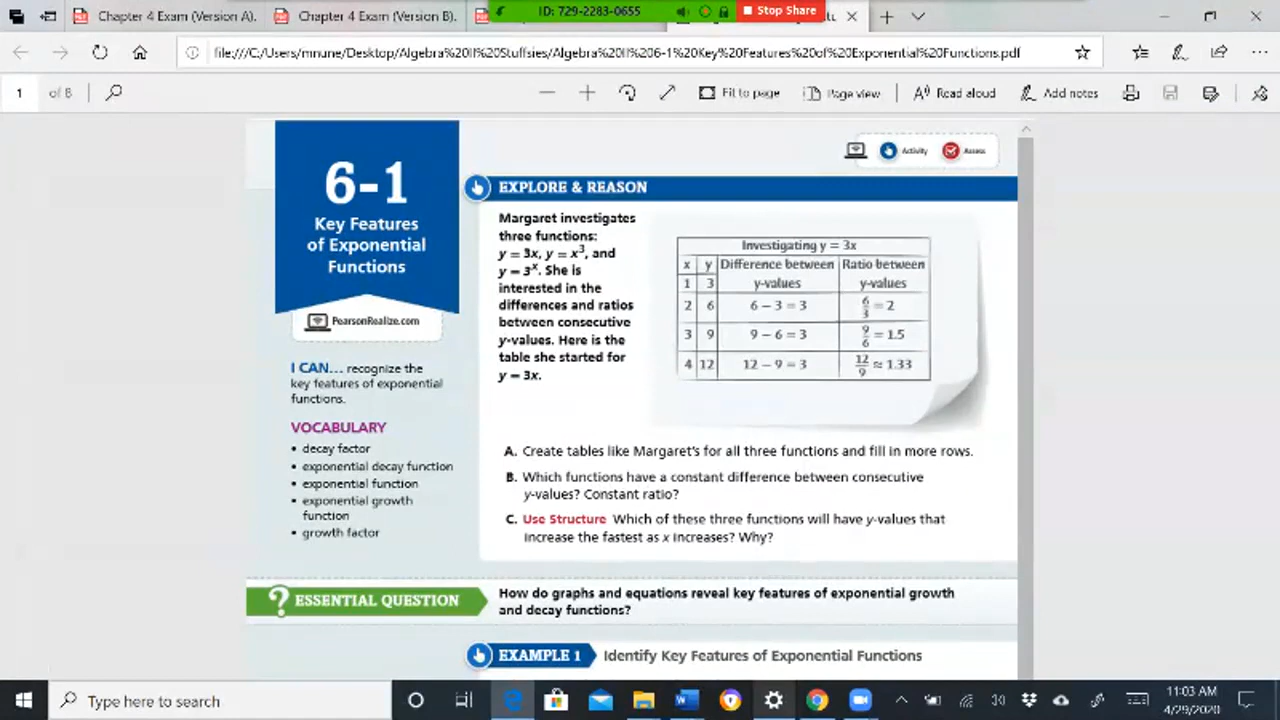 Chapter 4 Exam (Version A).
Chapter 4 Exam (Version B).
ID: 729-2283-0655
Stop Share
file:///C:/Users/mnune/Desktop/Algebra%20II%20Stuffsies/Algebra%20II%206-1%20Key%20Features%20of%20Exponential%20Functions.pdf
1 of 8
Fit to page
Page view
Read aloud
Add notes
6-1
Key Features
of Exponential
Functions
PearsonRealize.com
I CAN... recognize the
key features of exponential
functions.
VOCABULARY
• decay factor
• exponential decay function
• exponential function
• exponential growth
function
• growth factor
Activity
Assess
EXPLORE & REASON
Margaret investigates
three functions:
y = 3x, y = x³, and
y = 3ˣ. She is
interested in the
differences and ratios
between consecutive
y-values. Here is the
table she started for
y = 3x.
Investigating y = 3x
x y Difference between Ratio between
1 3 y-values y-values
2 6 6 – 3 = 3 6/3 = 2
3 9 9 – 6 = 3 9/6 = 1.5
4 12 12 – 9 = 3 12/9 ≈ 1.33
A. Create tables like Margaret's for all three functions and fill in more rows.
B. Which functions have a constant difference between consecutive
y-values? Constant ratio?
C. Use Structure Which of these three functions will have y-values that
increase the fastest as x increases? Why?
? ESSENTIAL QUESTION
How do graphs and equations reveal key features of exponential growth
and decay functions?
EXAMPLE 1 Identify Key Features of Exponential Functions
Type here to search
11:03 AM
4/29/2020